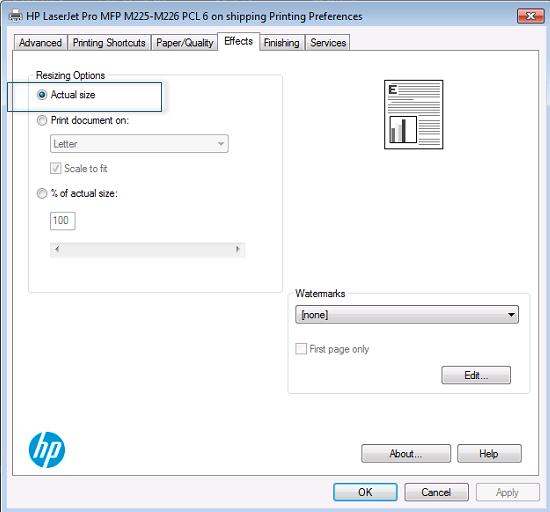 HP LaserJet Pro MFP M225-M226 PCL 6 on shipping Printing Preferences
Advanced Printing Shortcuts Paper/Quality Effects Finishing Services
Resizing Options
Actual size
Print document on:
Letter
Scale to fit
% of actual size:
100
E
Watermarks
[none]
First page only
Edit...
hp
About... Help
OK Cancel Apply